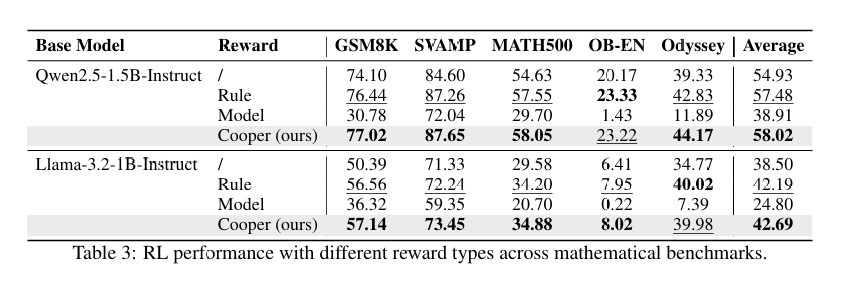 Base Model Reward GSM8K SVAMP MATH500 OB-EN Odyssey Average
Qwen2.5-1.5B-Instruct / 74.10 84.60 54.63 20.17 39.33 54.93
Rule 76.44 87.26 57.55 23.33 42.83 57.48
Model 30.78 72.04 29.70 1.43 11.89 38.91
Cooper (ours) 77.02 87.65 58.05 23.22 44.17 58.02
Llama-3.2-1B-Instruct / 50.39 71.33 29.58 6.41 34.77 38.50
Rule 56.56 72.24 34.20 7.95 40.02 42.19
Model 36.32 59.35 20.70 0.22 7.39 24.80
Cooper (ours) 57.14 73.45 34.88 8.02 39.98 42.69
Table 3: RL performance with different reward types across mathematical benchmarks.